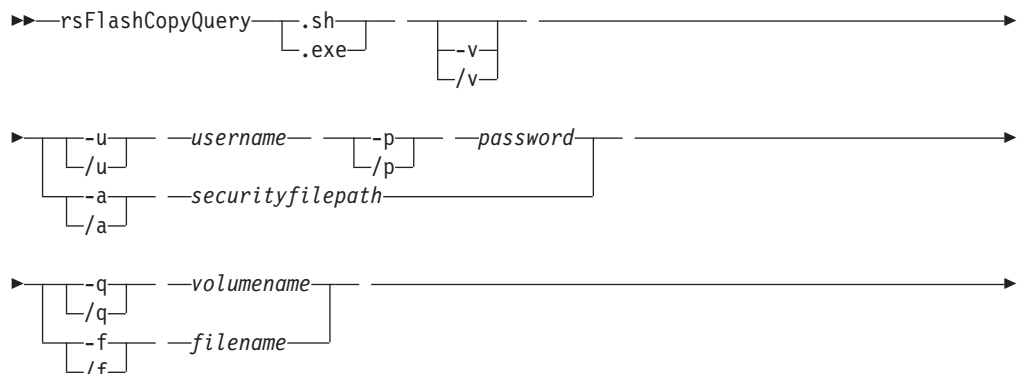 rsFlashCopyQuery .sh
.exe -v
/v
-u username -p password
/u /p
-a securityfilepath
/a
-q volumename
/q
-f filename
/f